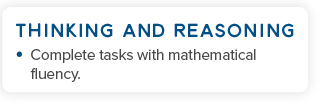 THINKING AND REASONING
• Complete tasks with mathematical
fluency.